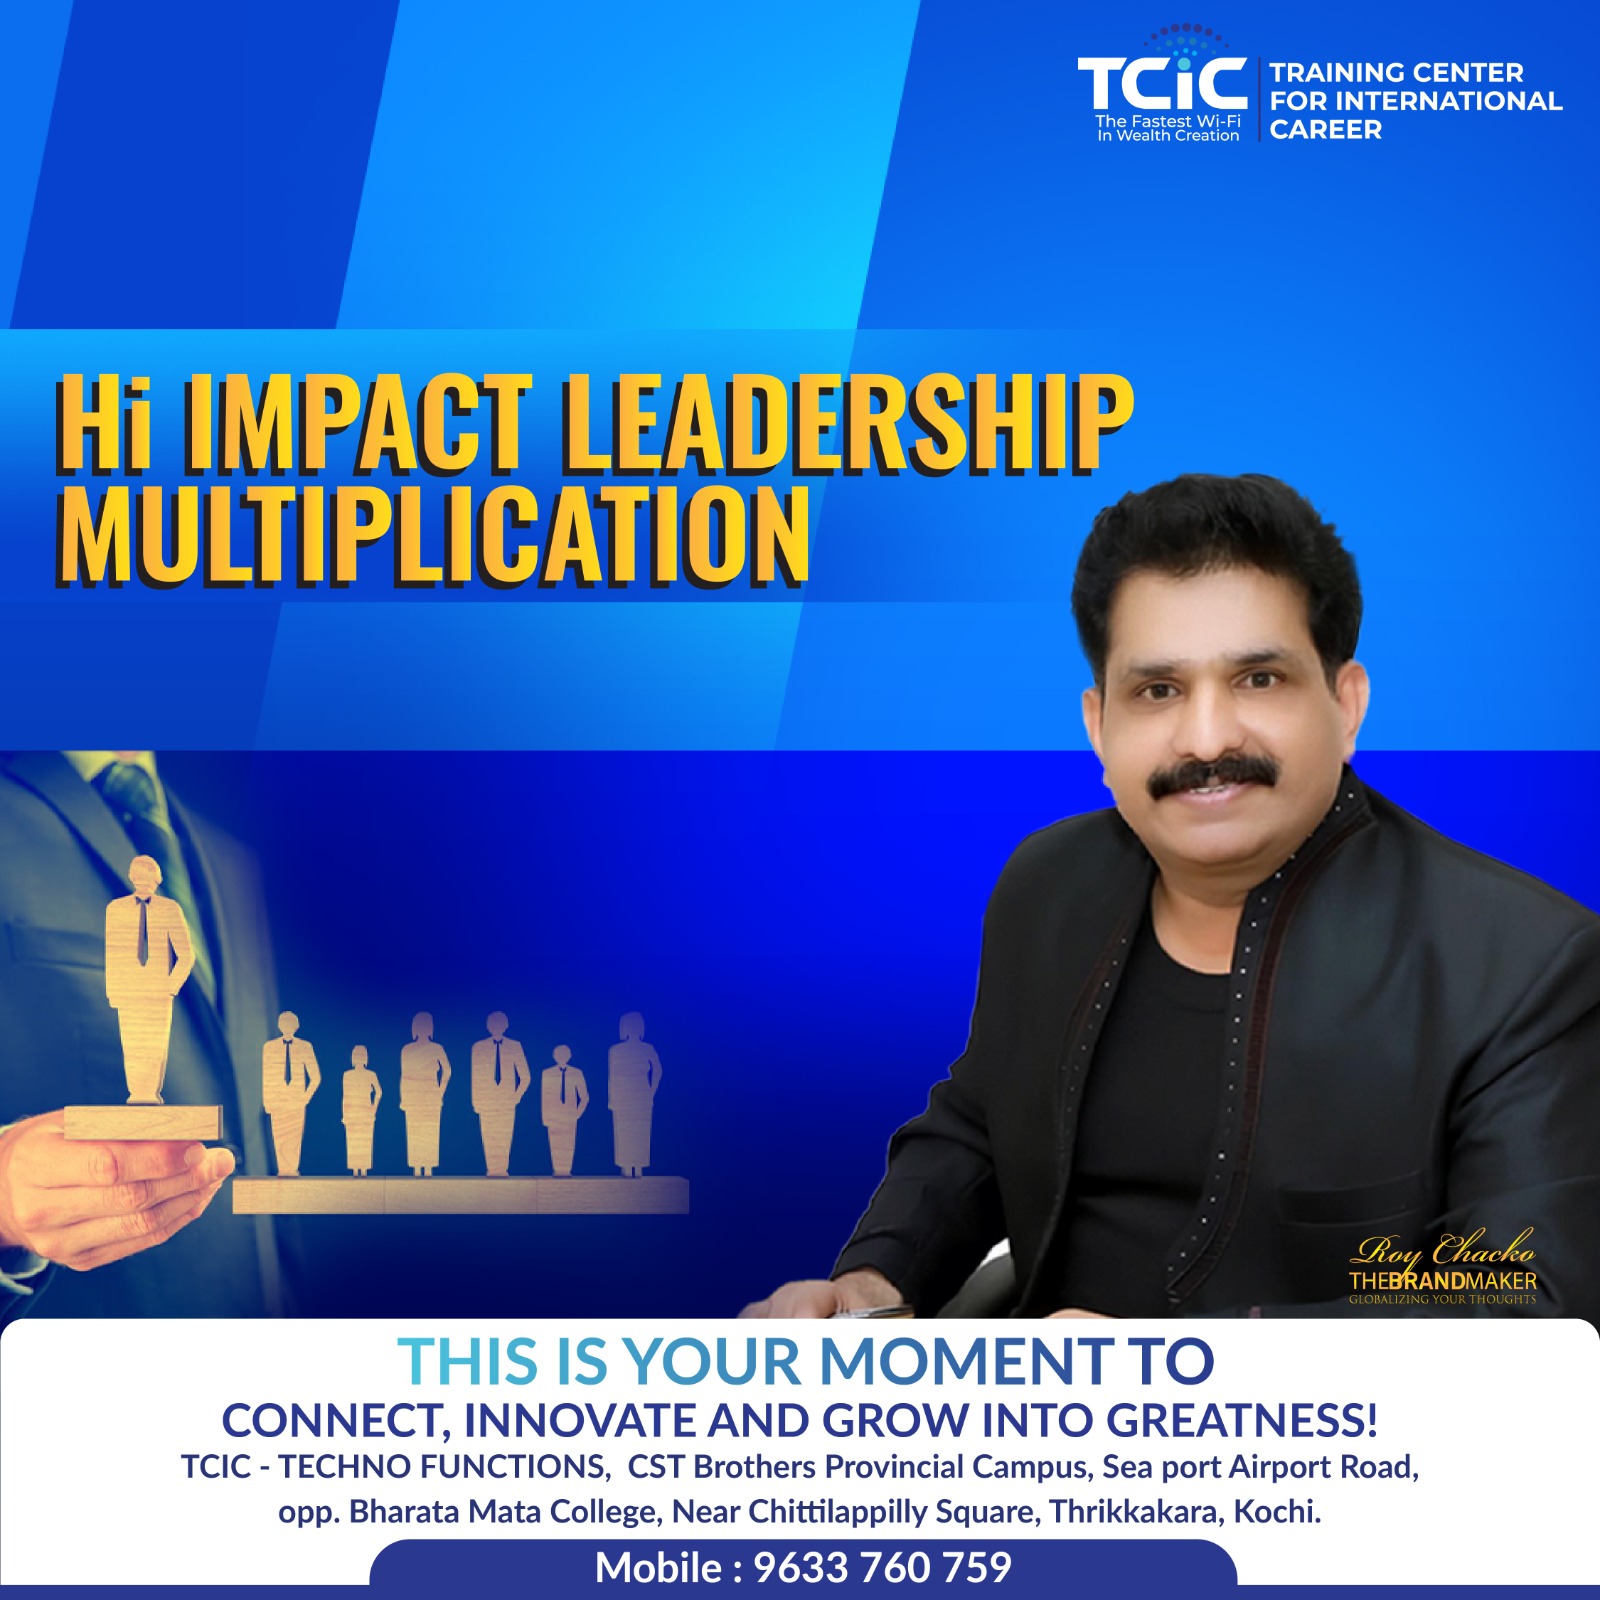 TCiC
The Fastest Wi-Fi
In Wealth Creation
TRAINING CENTER
FOR INTERNATIONAL
CAREER
Hi IMPACT LEADERSHIP
MULTIPLICATION
Roy Chacko
THEBRANDMAKER
GLOBALIZING YOUR THOUGHTS
THIS IS YOUR MOMENT TO
CONNECT, INNOVATE AND GROW INTO GREATNESS!
TCIC - TECHNO FUNCTIONS, CST Brothers Provincial Campus, Sea port Airport Road,
opp. Bharata Mata College, Near Chittilappilly Square, Thrikkakara, Kochi.
Mobile : 9633 760 759